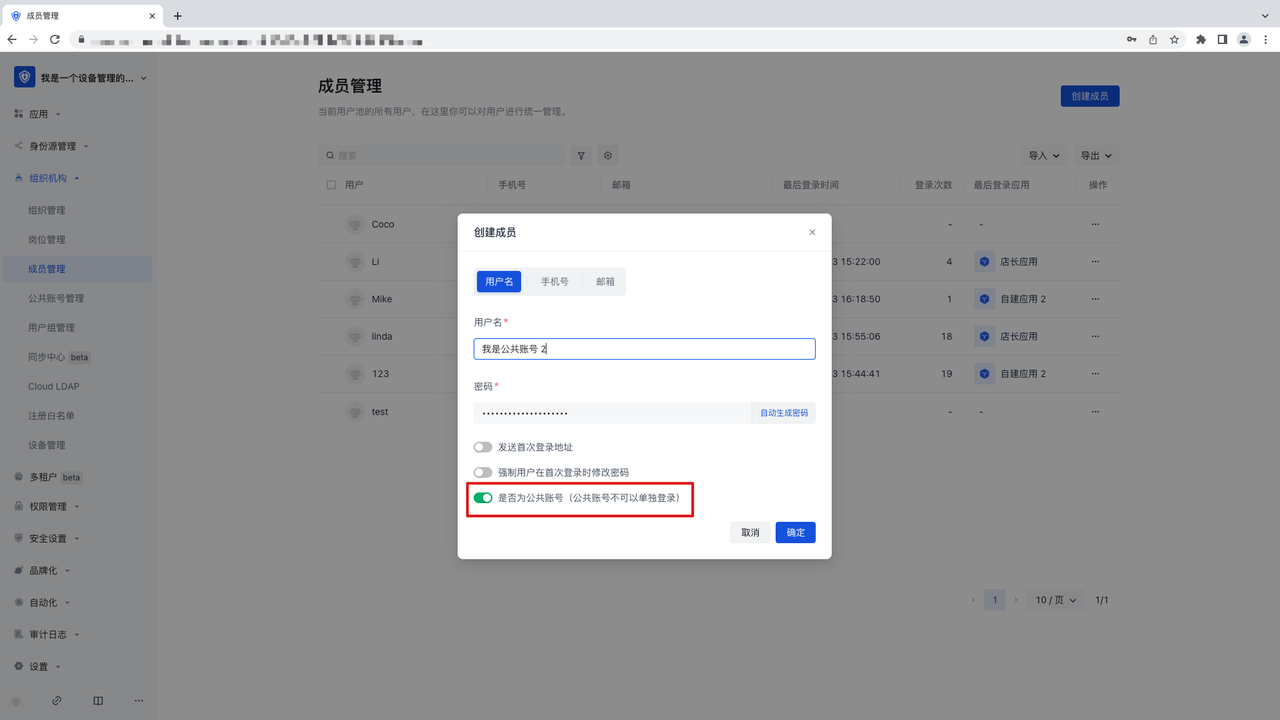 成员管理
我是一个设备管理的...
应用
身份源管理
组织机构
组织管理
岗位管理
成员管理
公共账号管理
用户组管理
同步中心 beta
Cloud LDAP
注册白名单
设备管理
多租户 beta
权限管理
安全设置
品牌化
自动化
审计日志
设置
成员管理
当前用户池的所有用户，在这里你可以对用户进行统一管理。
创建成员
搜索
导入
导出
用户 手机号 邮箱 最后登录时间 登录次数 最后登录应用 操作
Coco - -
Li 3 15:22:00 4 店长应用
Mike 3 16:18:50 1 自建应用 2
linda 3 15:55:06 18 店长应用
123 3 15:44:41 19 自建应用 2
test - -
1 10 / 页 1/1
创建成员
用户名 手机号 邮箱
用户名*
我是公共账号 2
密码*
自动生成密码
发送首次登录地址
强制用户在首次登录时修改密码
是否为公共账号（公共账号不可以单独登录）
取消 确定